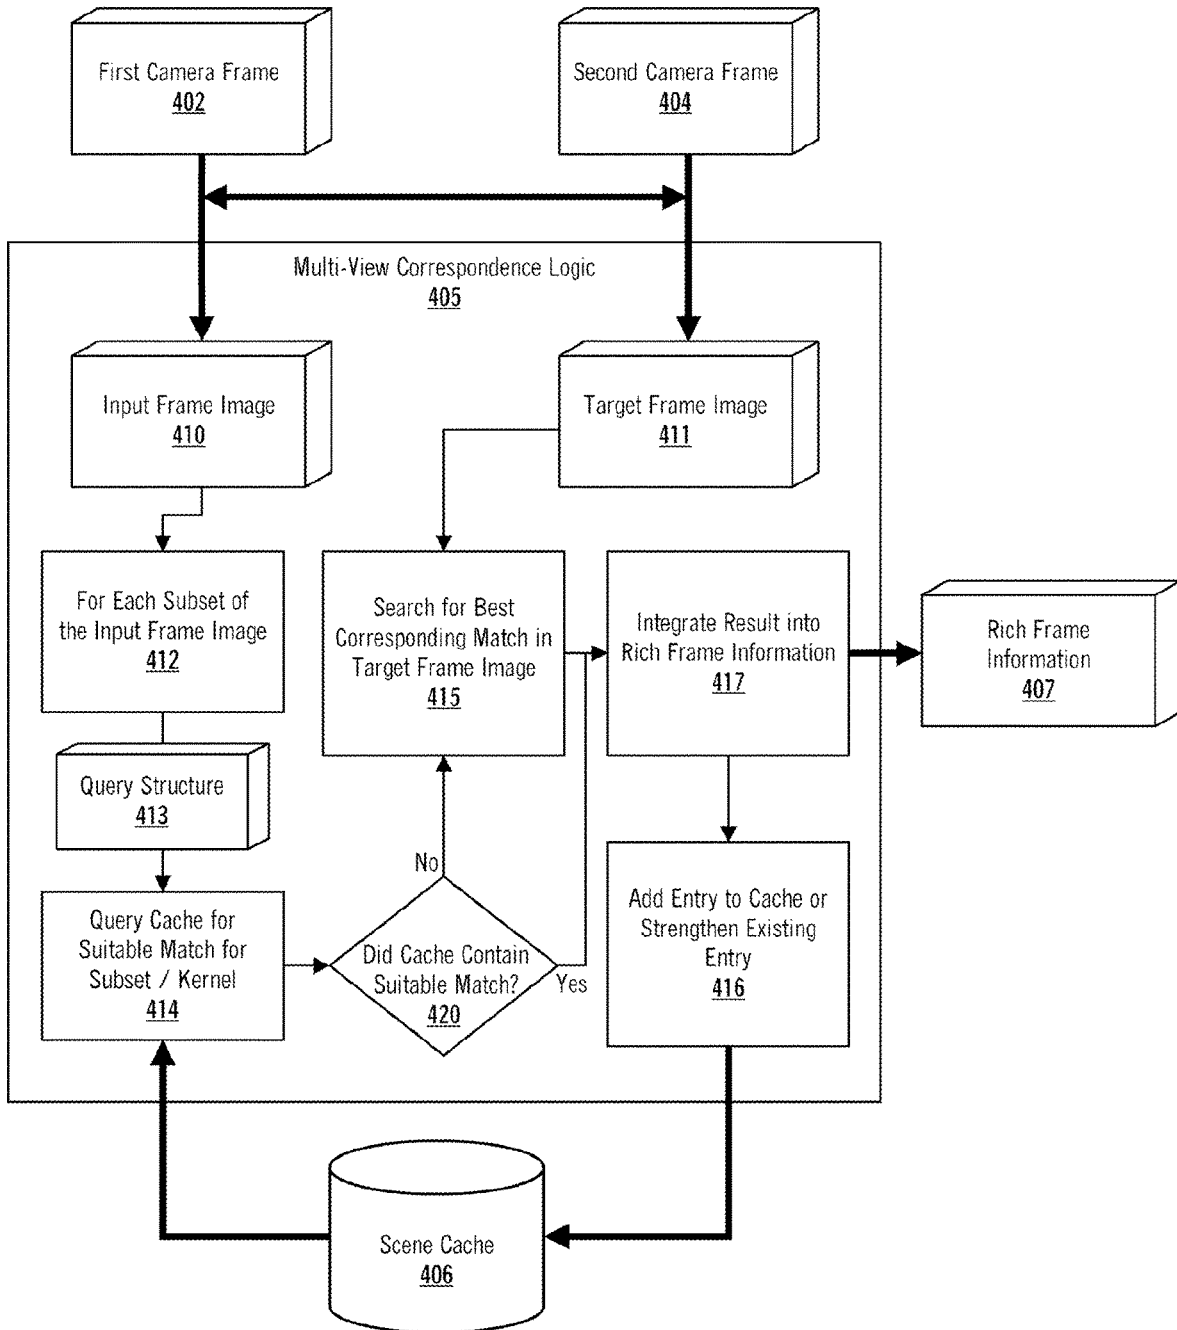 First Camera Frame
402
Second Camera Frame
404
Multi-View Correspondence Logic
405
Input Frame Image
410
Target Frame Image
411
For Each Subset of
the Input Frame Image
412
Search for Best
Corresponding Match in
Target Frame Image
415
Integrate Result into
Rich Frame Information
417
Rich Frame
Information
407
Query Structure
413
No
Query Cache for
Suitable Match for
Subset / Kernel
414
Did Cache Contain
Suitable Match?
420
Yes
Add Entry to Cache or
Strengthen Existing
Entry
416
Scene Cache
406